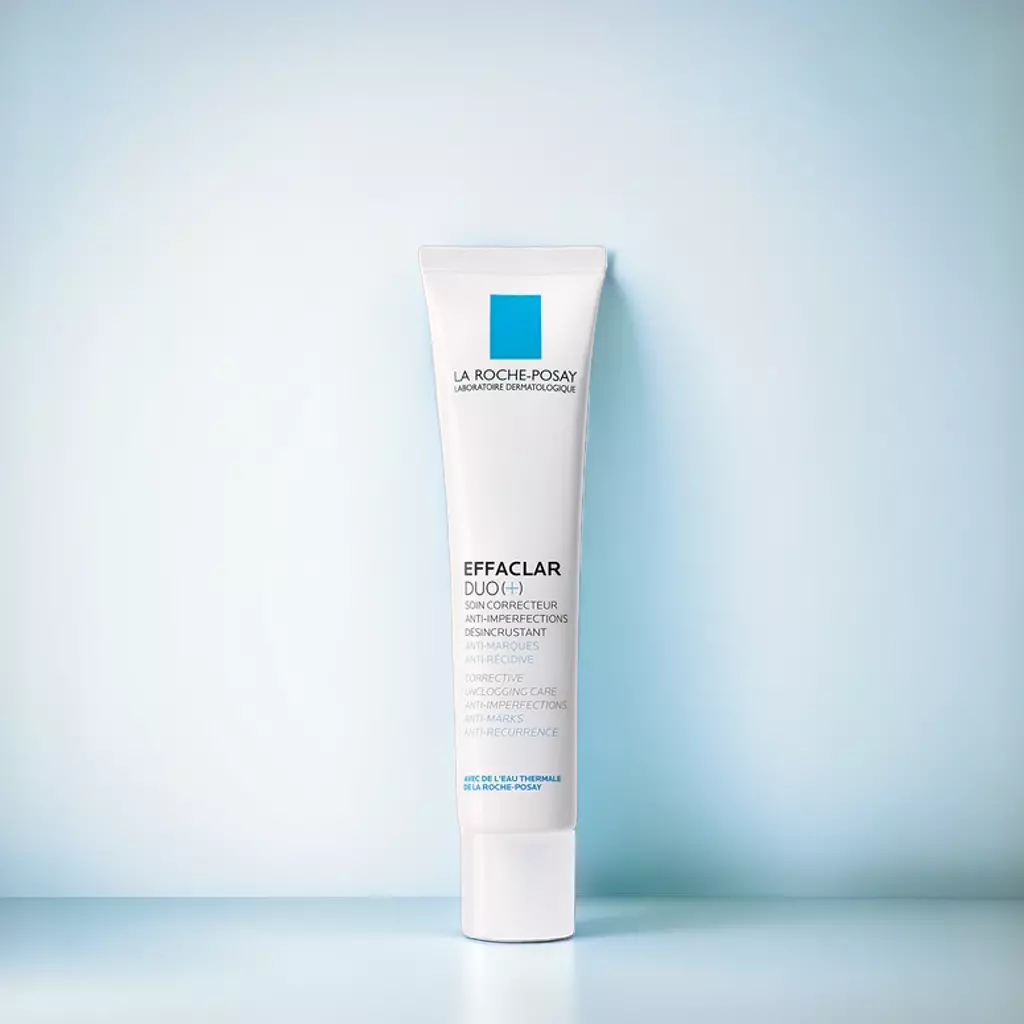 LA ROCHE-POSAY
LABORATOIRE DERMATOLOGIQUE
EFFACLAR
DUO(+)
SOIN CORRECTEUR
ANTI-IMPERFECTIONS
DÉSINCRUSTANT
ANTI-MARQUES
ANTI-RÉCIDIVE
CORRECTIVE
UNCLOGGING CARE
ANTI-IMPERFECTIONS
ANTI-MARKS
ANTI-RECURRENCE
AVEC DE L'EAU THERMALE
DE LA ROCHE-POSAY